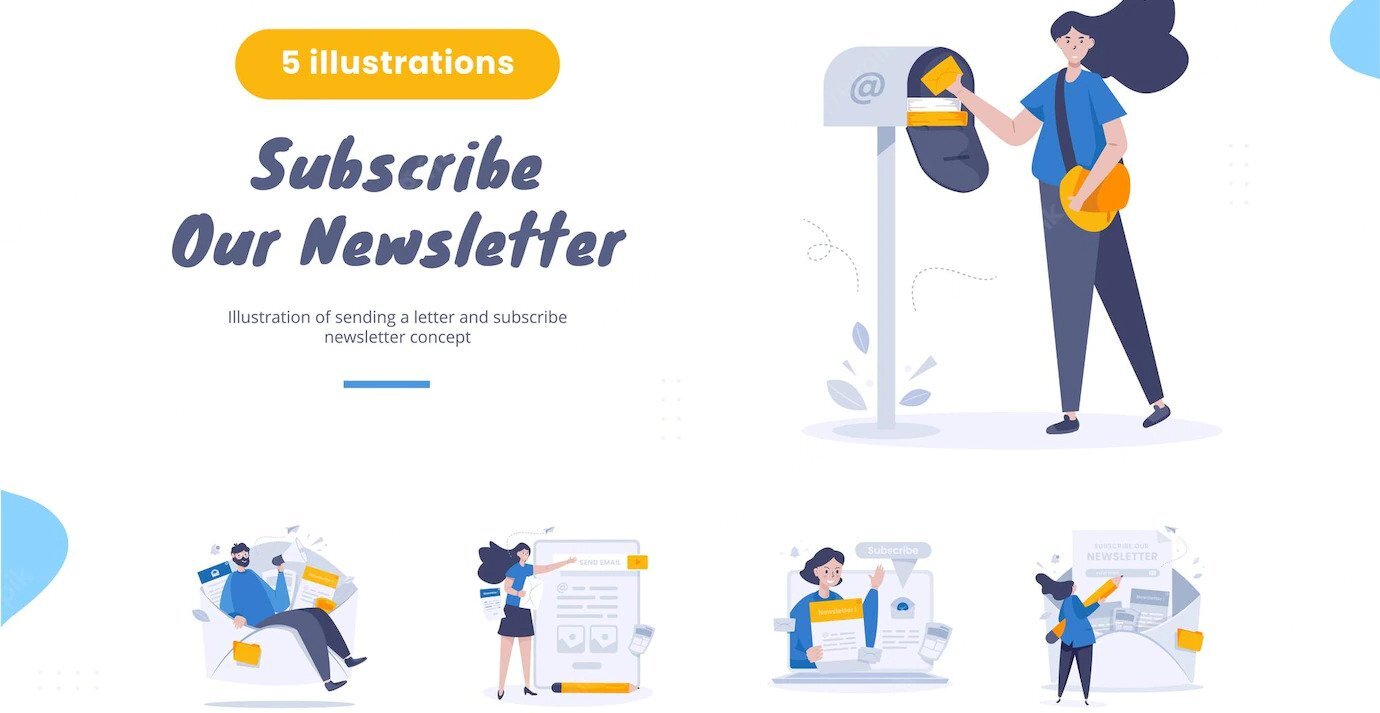 5 illustrations
@
Subscribe
Our Newsletter
Illustration of sending a letter and subscribe
newsletter concept
SEND EMAIL
@
Subscribe
Newsletter
SUBSCRIBE OUR
NEWSLETTER
Newsletter
@